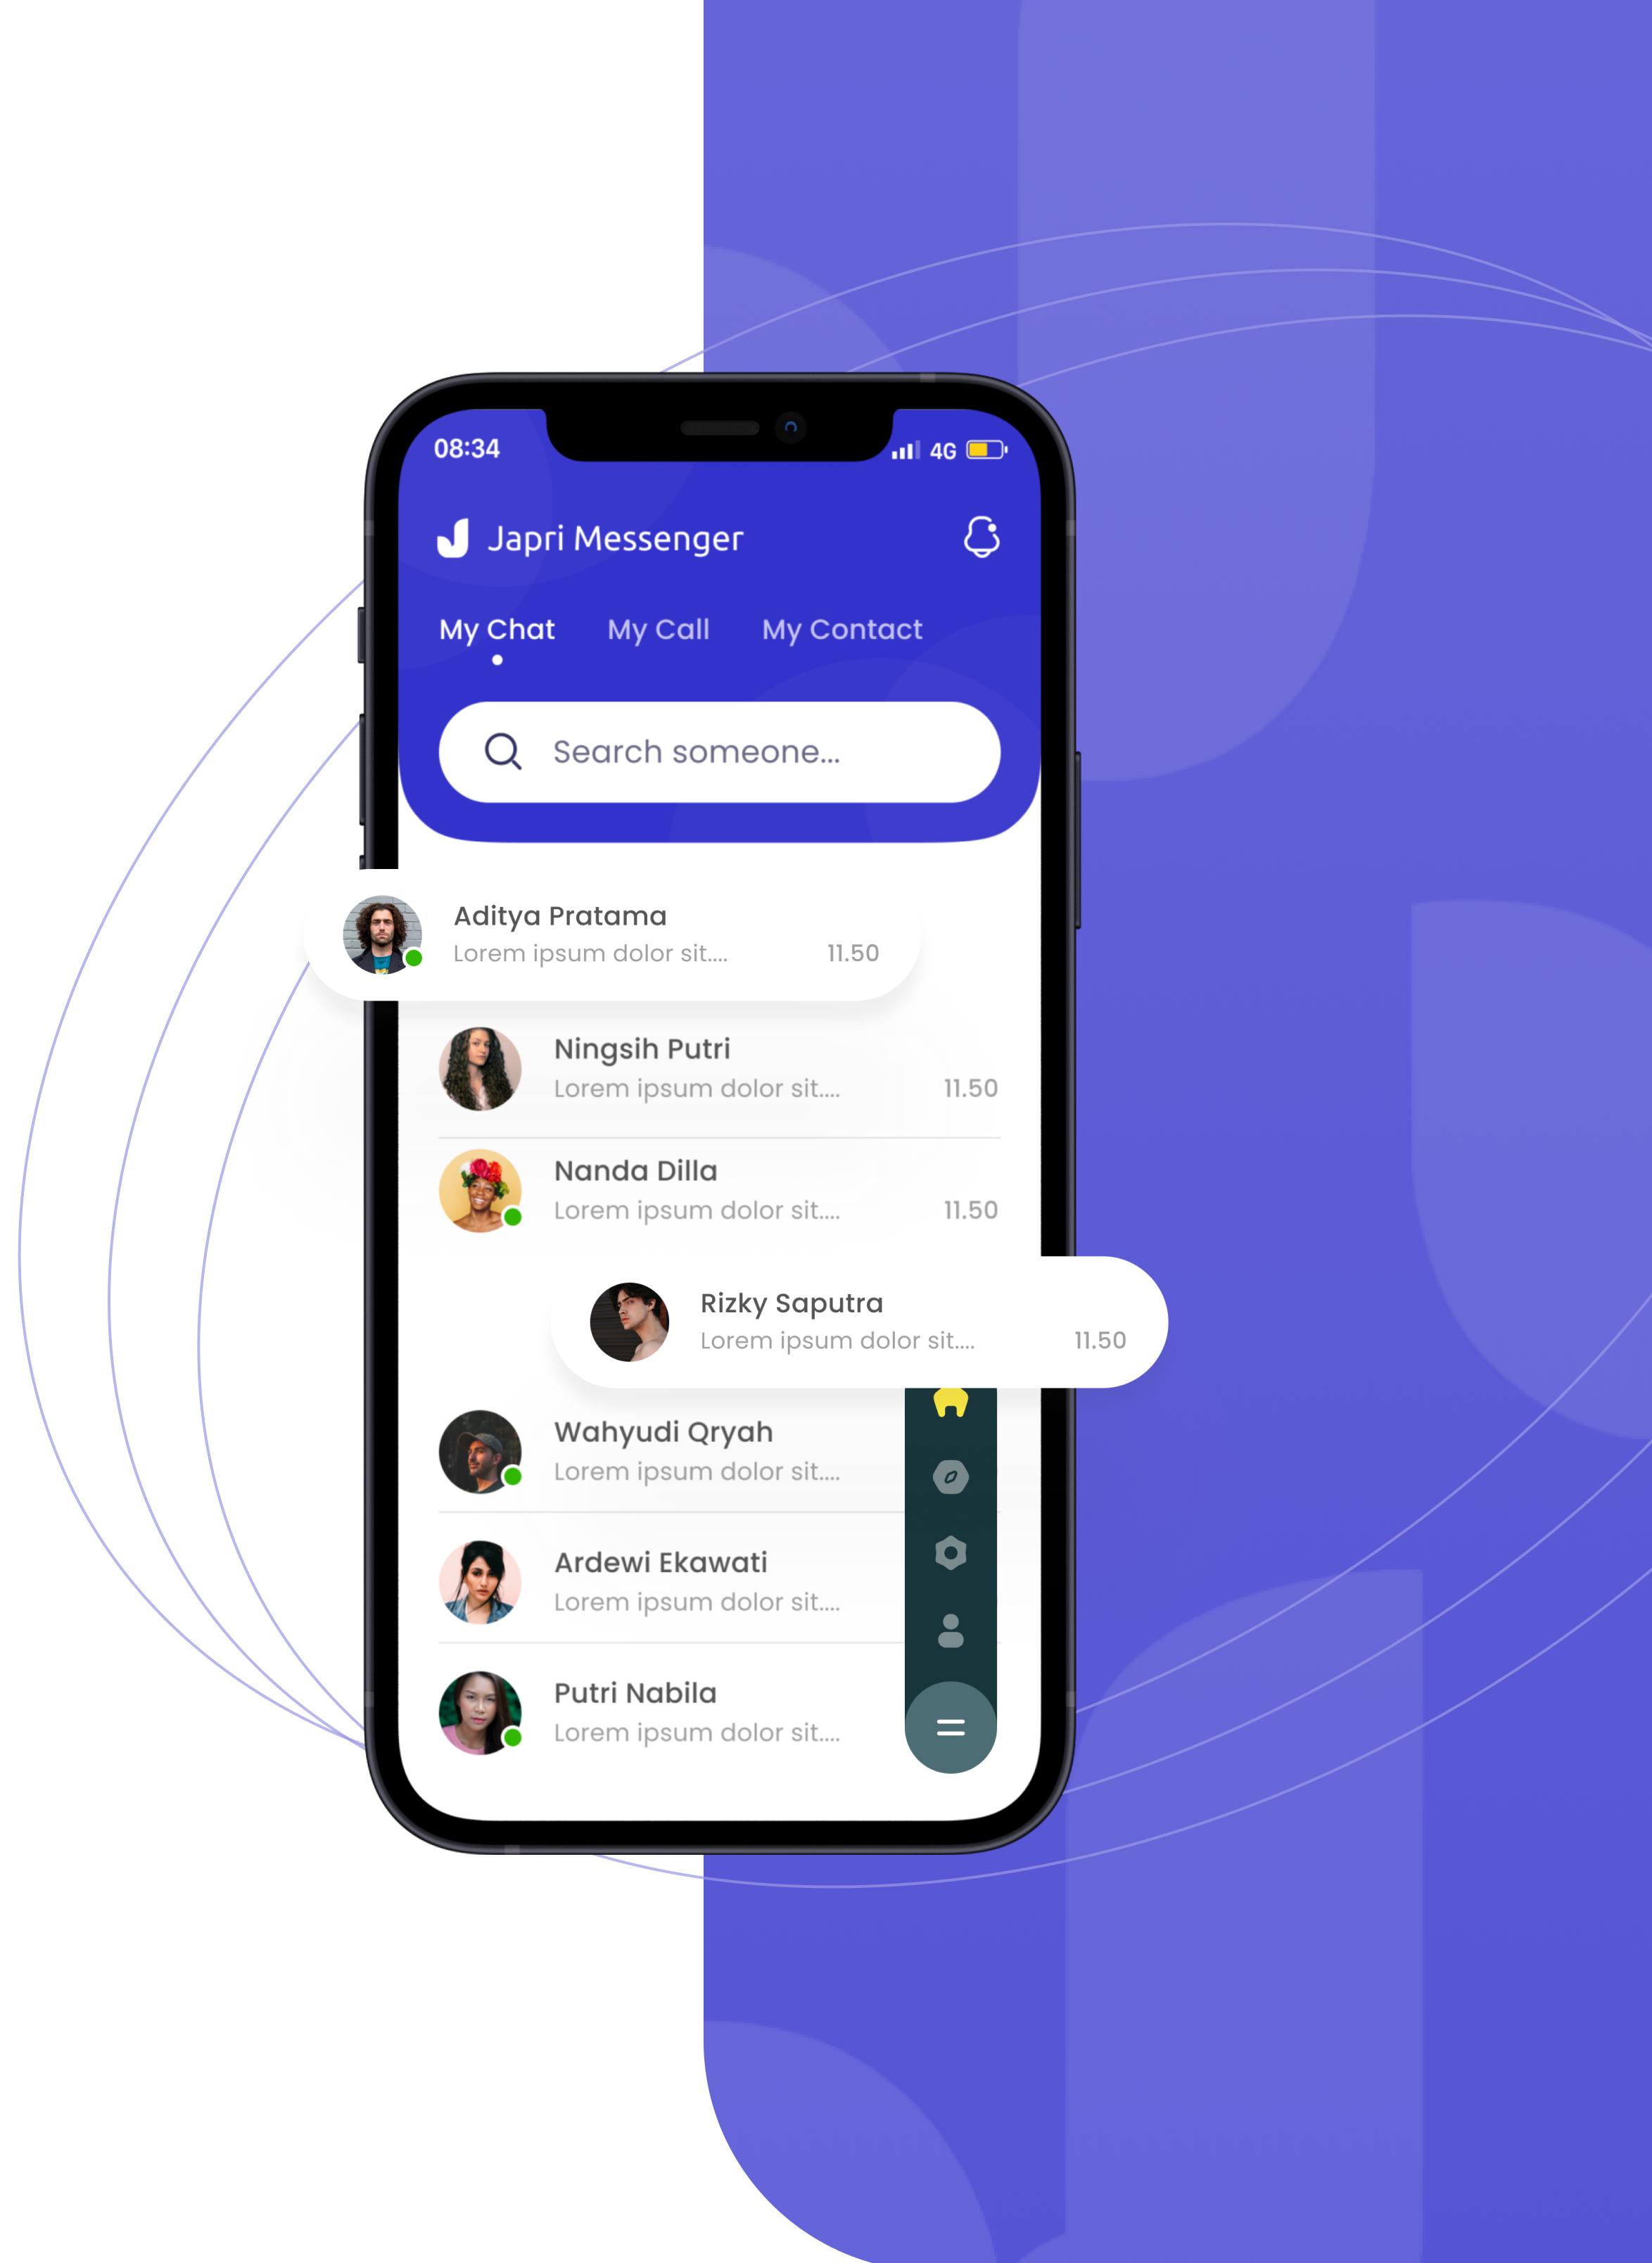 08:34
4G
Japri Messenger
My Chat My Call My Contact
Search someone...
Aditya Pratama
Lorem ipsum dolor sit.... 11.50
Ningsih Putri
Lorem ipsum dolor sit.... 11.50
Nanda Dilla
Lorem ipsum dolor sit.... 11.50
Rizky Saputra
Lorem ipsum dolor sit.... 11.50
Wahyudi Qryah
Lorem ipsum dolor sit....
Ardewi Ekawati
Lorem ipsum dolor sit....
Putri Nabila
Lorem ipsum dolor sit....